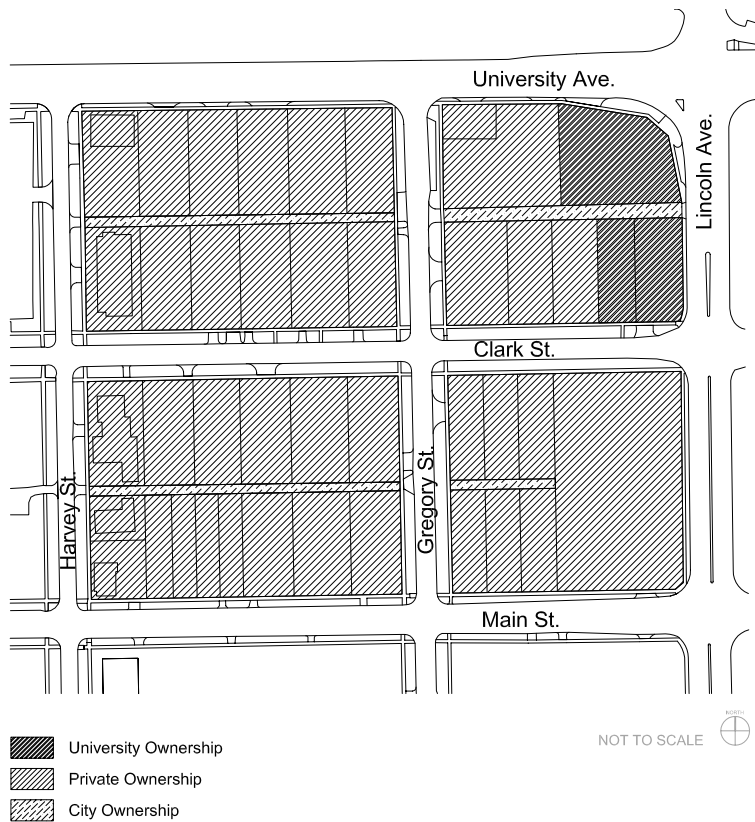 University Ave.
Lincoln Ave.
Clark St.
Harvey St.
Gregory St.
Main St.
NORTH
NOT TO SCALE
University Ownership
Private Ownership
City Ownership